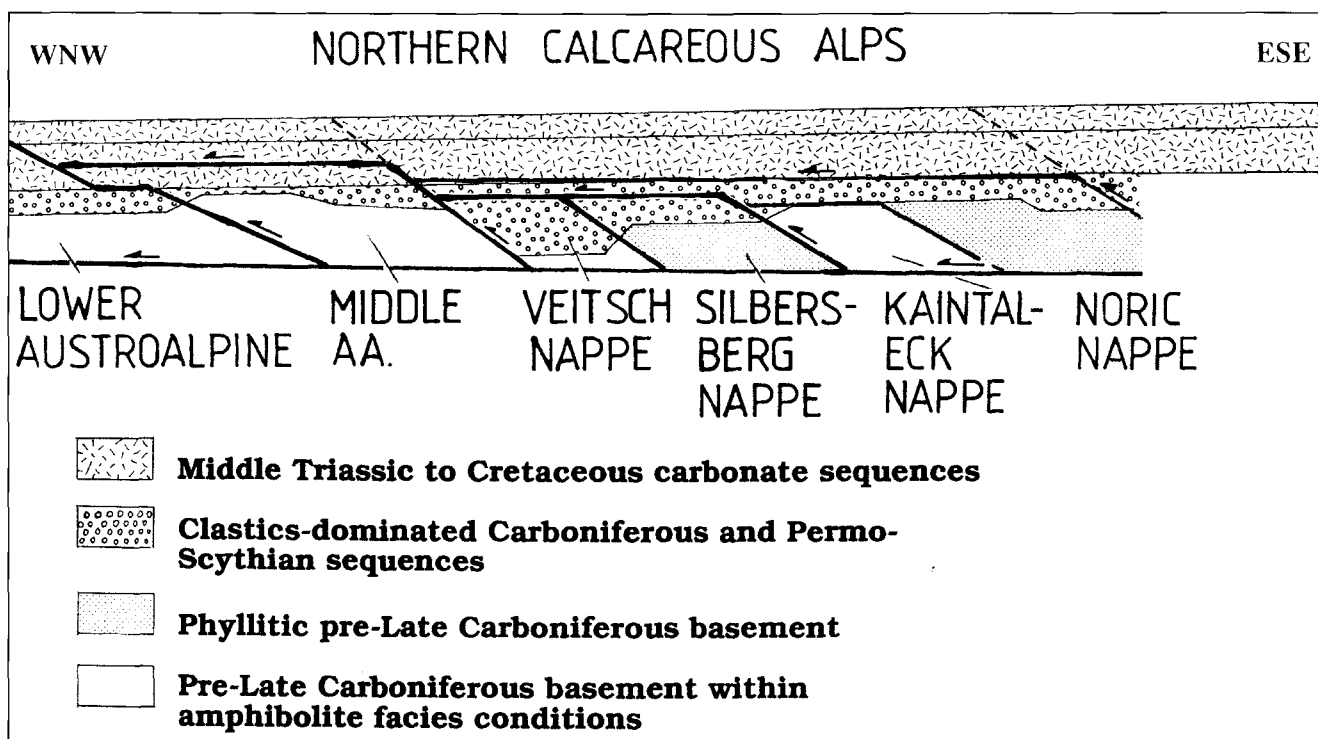 WNW NORTHERN CALCAREOUS ALPS ESE
LOWER AUSTROALPINE
MIDDLE AA.
VEITSCH NAPPE
SILBERS-
BERG
NAPPE
KAINTAL-
ECK
NAPPE
NORIC
NAPPE
Middle Triassic to Cretaceous carbonate sequences
Clastics-dominated Carboniferous and Permo-
Scythian sequences
Phyllitic pre-Late Carboniferous basement
Pre-Late Carboniferous basement within
amphibolite facies conditions